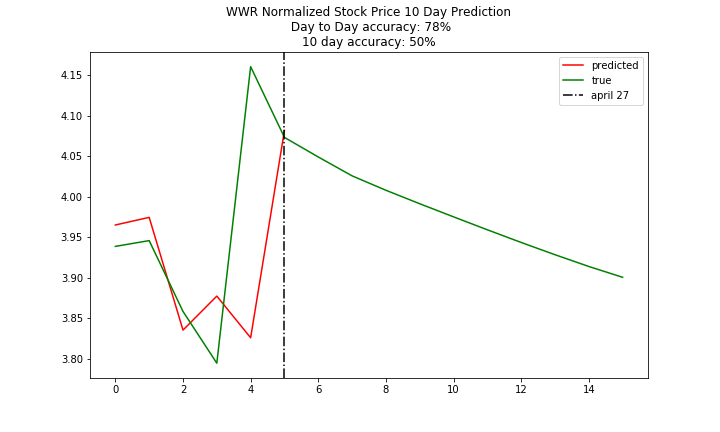 WWR Normalized Stock Price 10 Day Prediction
Day to Day accuracy: 78%
10 day accuracy: 50%
predicted
true
april 27
4.15
4.10
4.05
4.00
3.95
3.90
3.85
3.80
0 2 4 6 8 10 12 14